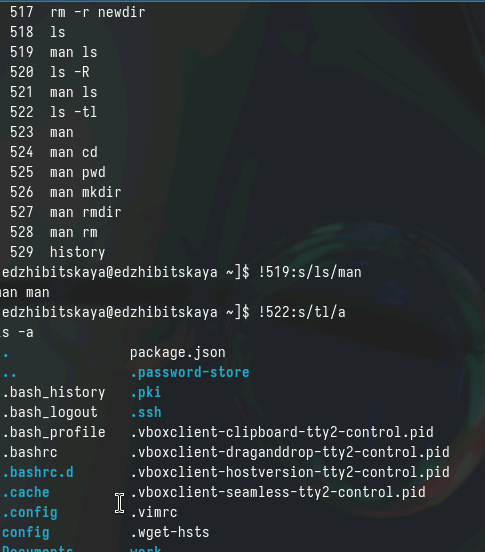 517 rm -r newdir
518 ls
519 man ls
520 ls -R
521 man ls
522 ls -tl
523 man
524 man cd
525 man pwd
526 man mkdir
527 man rmdir
528 man rm
529 history
edzhibitskaya@edzhibitskaya ~]$ !519:s/ls/man
man man
edzhibitskaya@edzhibitskaya ~]$ !522:s/tl/a
s -a
. package.json
.. .password-store
.bash_history .pki
.bash_logout .ssh
.bash_profile .vboxclient-clipboard-tty2-control.pid
.bashrc .vboxclient-draganddrop-tty2-control.pid
.bashrc.d .vboxclient-hostversion-tty2-control.pid
.cache .vboxclient-seamless-tty2-control.pid
.config .vimrc
config .wget-hsts
Documents work